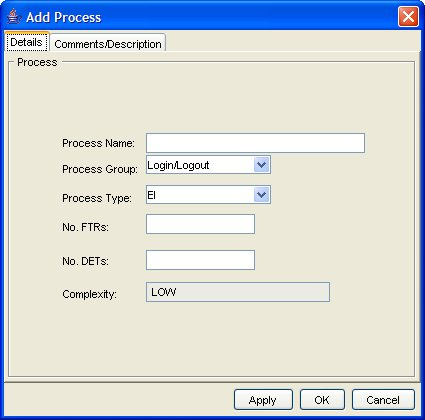 Add Process
Details Comments/Description
Process
Process Name:
Process Group: Login/Logout
Process Type: EI
No. FTRs:
No. DETs:
Complexity: LOW
Apply OK Cancel